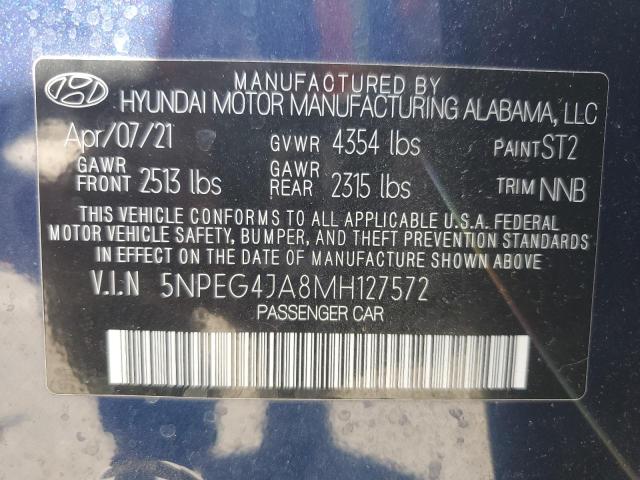 MANUFACTURED BY
HYUNDAI MOTOR MANUFACTURING ALABAMA, LLC
Apr/07/21 GVWR 4354 lbs PAINT ST2
GAWR FRONT 2513 lbs GAWR REAR 2315 lbs TRIM NNB
THIS VEHICLE CONFORMS TO ALL APPLICABLE U.S.A. FEDERAL
MOTOR VEHICLE SAFETY, BUMPER, AND THEFT PREVENTION STANDARDS
IN EFFECT ON THE DATE OF MANUFACTURE SHOWN ABOVE.
V.I.N 5NPEG4JA8MH127572
PASSENGER CAR